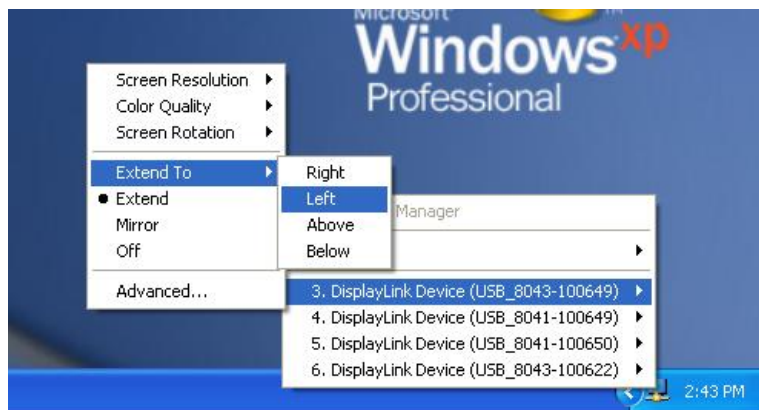 Microsoft
Windows xp
Professional
Screen Resolution
Color Quality
Screen Rotation
Extend To
Extend
Mirror
Off
Advanced...
Right
Left
Above
Below
Manager
3. DisplayLink Device (USB_8043-100649)
4. DisplayLink Device (USB_8041-100649)
5. DisplayLink Device (USB_8041-100650)
6. DisplayLink Device (USB_8043-100622)
2:43 PM